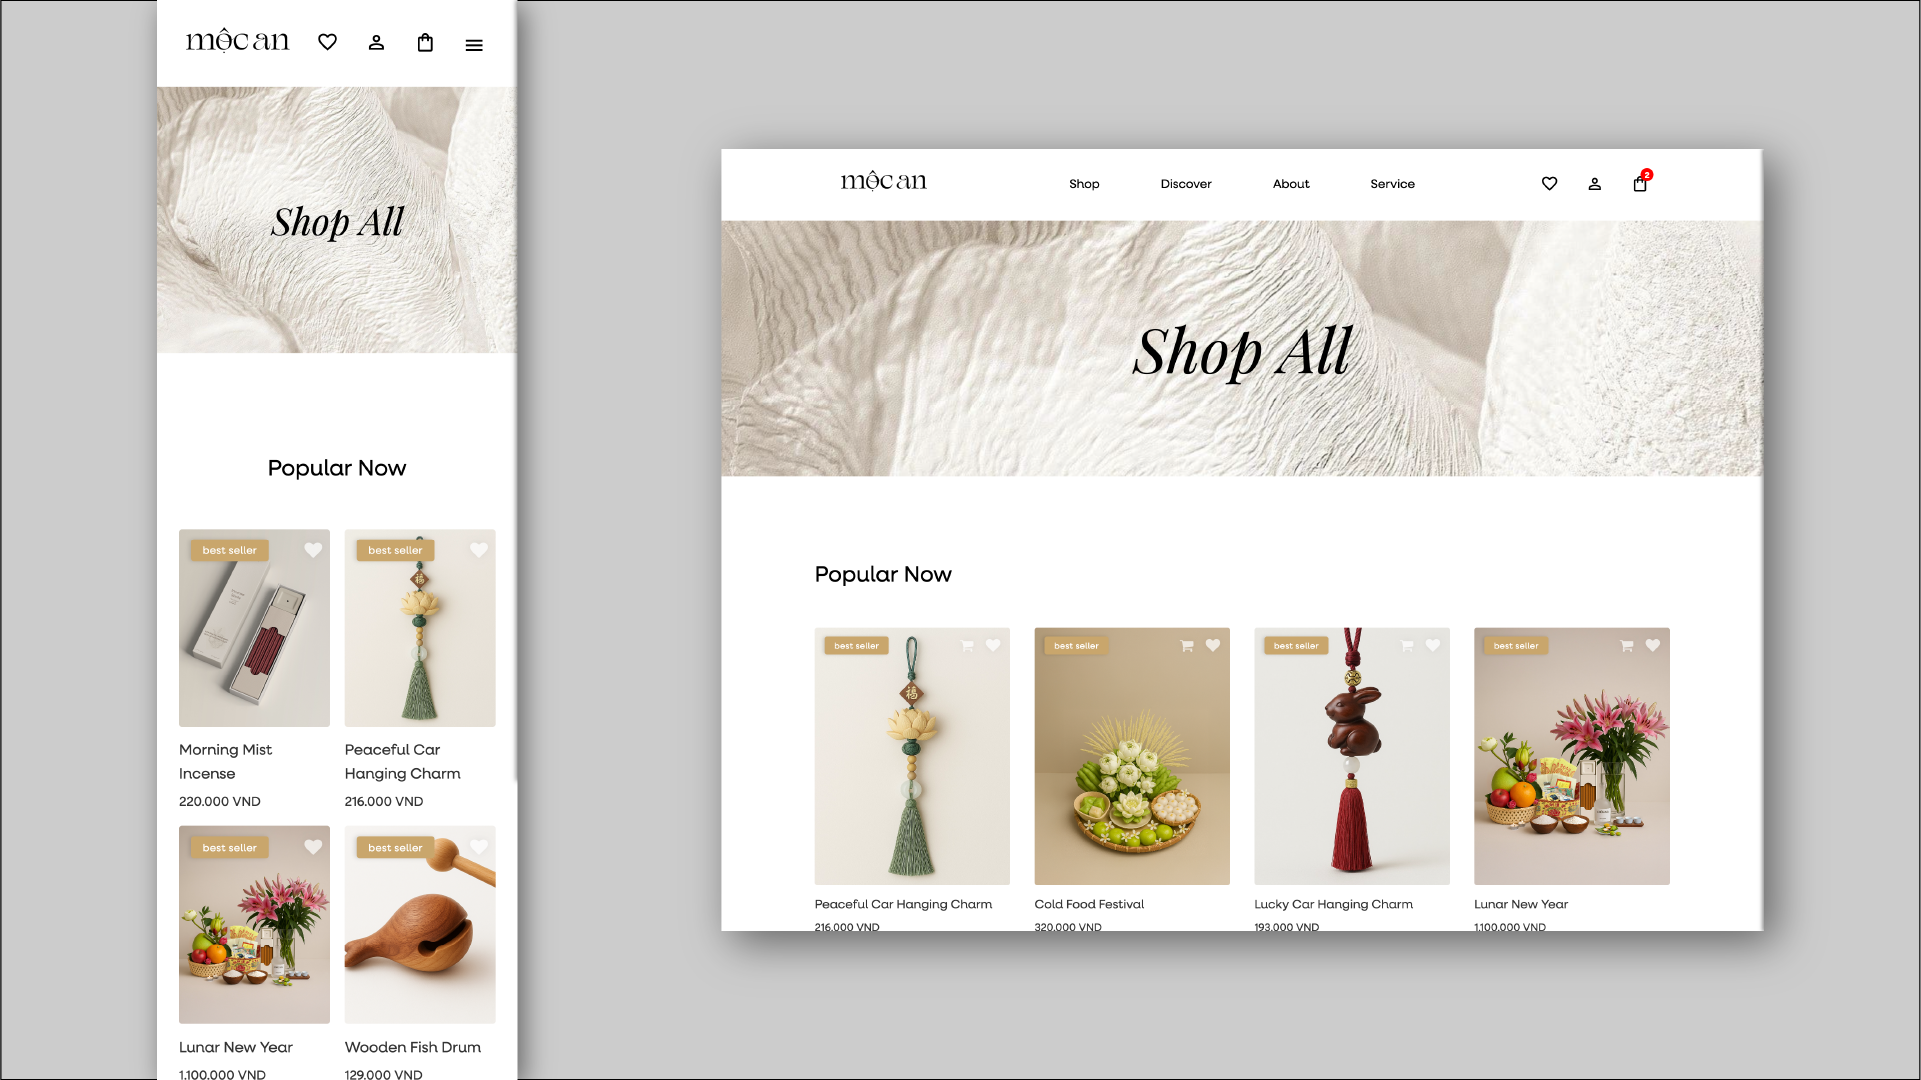 mộc an
Shop All
Popular Now
best seller
best seller
福
Morning Mist
Incense
220.000 VND
Peaceful Car
Hanging Charm
216.000 VND
best seller
best seller
Lunar New Year
1.100.000 VND
Wooden Fish Drum
129.000 VND
mộc an
Shop
Discover
About
Service
2
Shop All
Popular Now
best seller
best seller
best seller
best seller
福
Peaceful Car Hanging Charm
Cold Food Festival
Lucky Car Hanging Charm
Lunar New Year
216.000 VND
320.000 VND
193.000 VND
1.100.000 VND